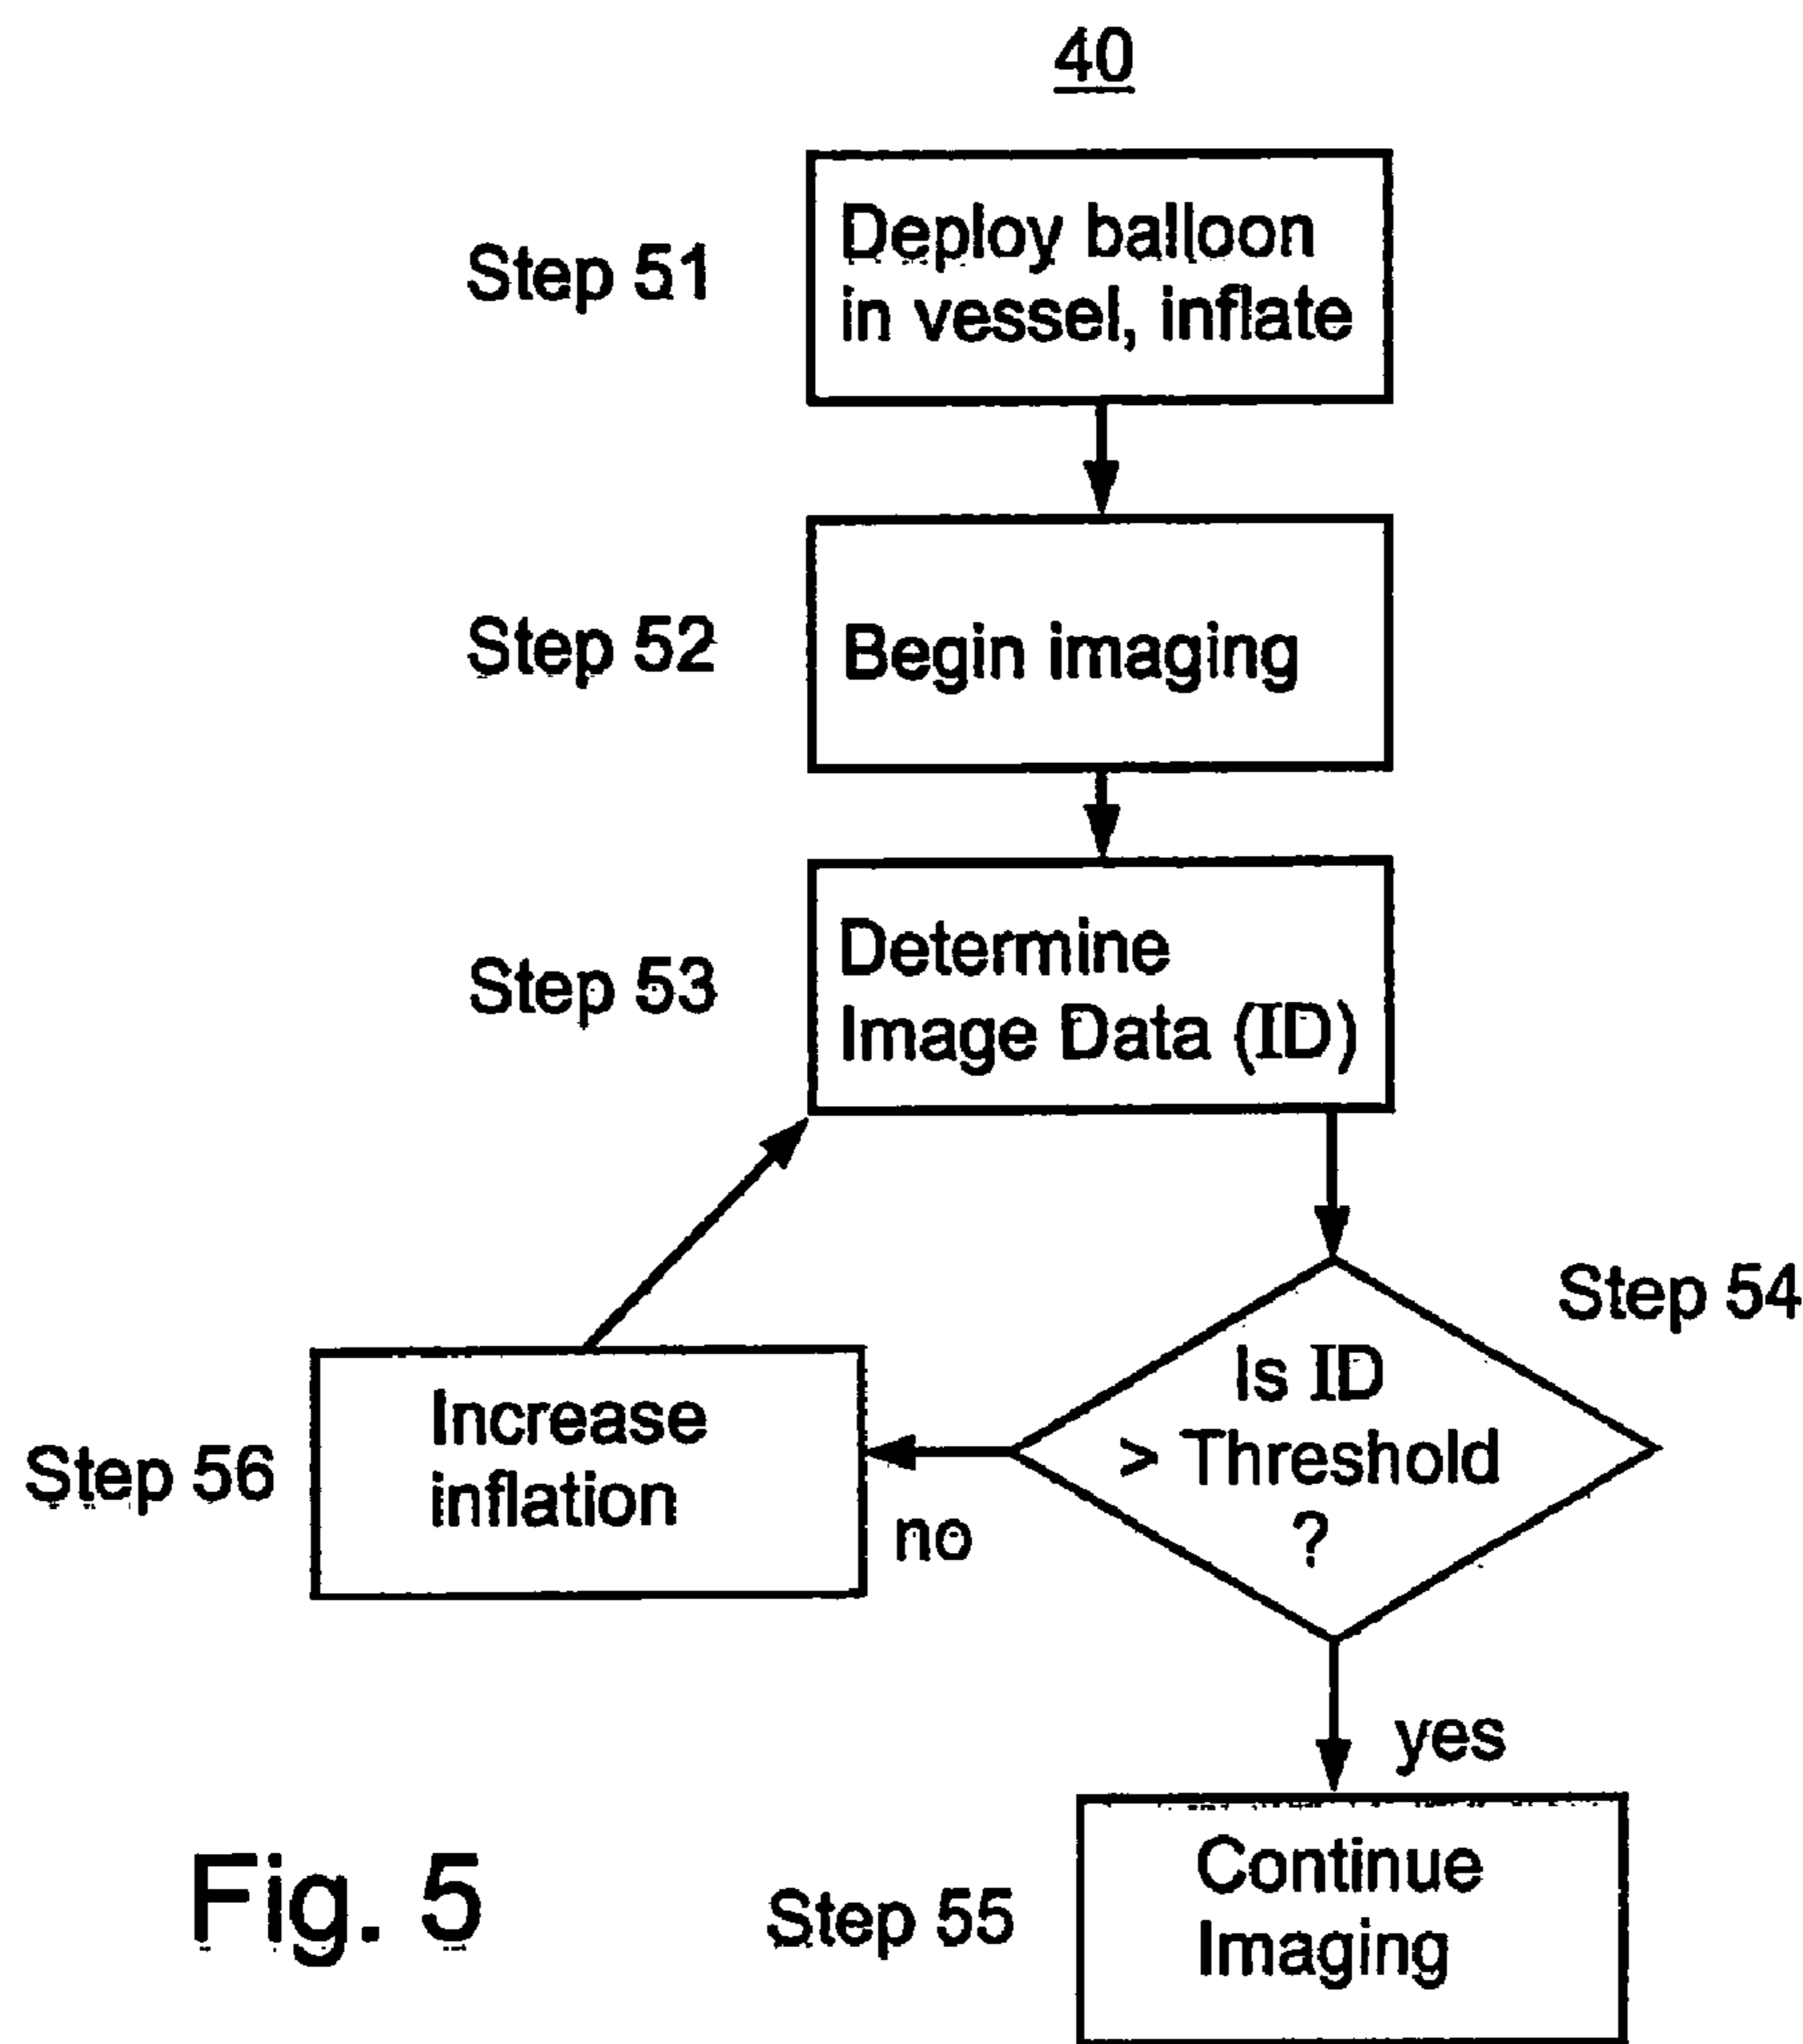 40
Step 51
Deploy balloon
in vessel, inflate
Step 52
Begin imaging
Step 53
Determine
Image Data (ID)
Step 54
Is ID
> Threshold
?
Step 56
Increase
inflation
no
yes
Step 55
Continue
Imaging
Fig. 5